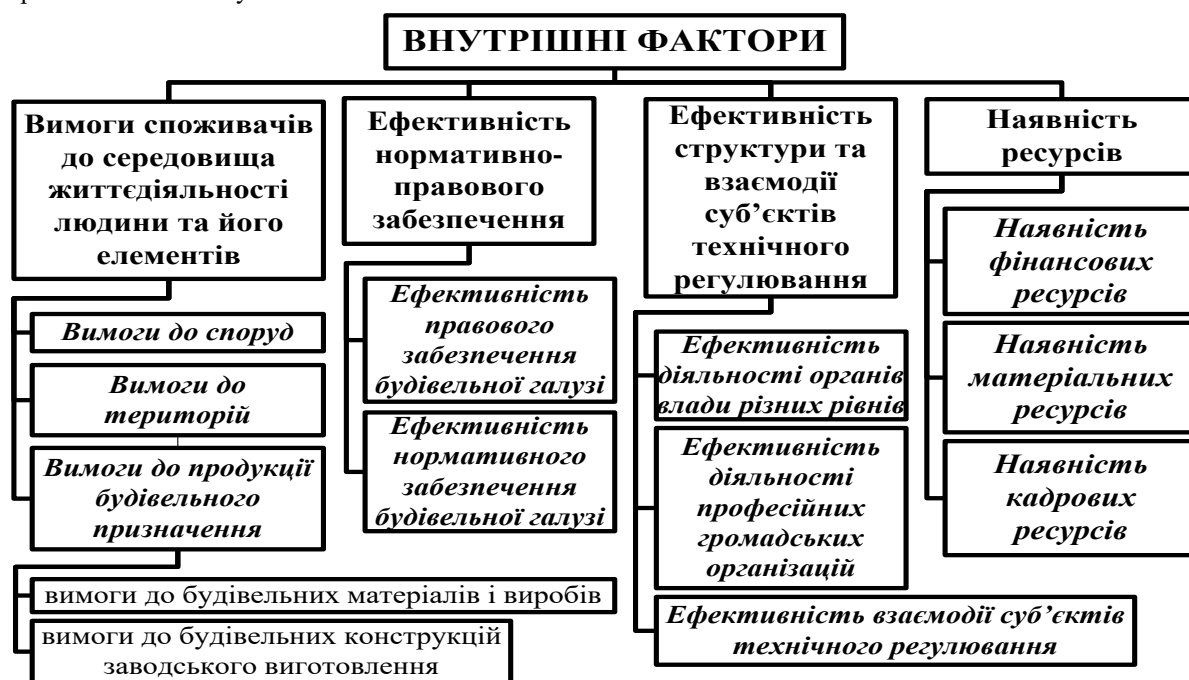 ВНУТРІШНІ ФАКТОРИ
Вимоги споживачів
до середовища
життєдіяльності
людини та його
елементів
Вимоги до споруд
Вимоги до
територій
Вимоги до продукції
будівельного
призначення
вимоги до будівельних матеріалів і виробів
вимоги до будівельних конструкцій
заводського виготовлення
Ефективність
нормативно-
правового
забезпечення
Ефективність
правового
забезпечення
будівельної галузі
Ефективність
нормативного
забезпечення
будівельної галузі
Ефективність
структури та
взаємодії
суб’єктів
технічного
регулювання
Ефективність
діяльності органів
влади різних рівнів
Ефективність
діяльності
професійних
громадських
організацій
Ефективність взаємодії суб’єктів
технічного регулювання
Наявність
ресурсів
Наявність
фінансових
ресурсів
Наявність
матеріальних
ресурсів
Наявність
кадрових
ресурсів